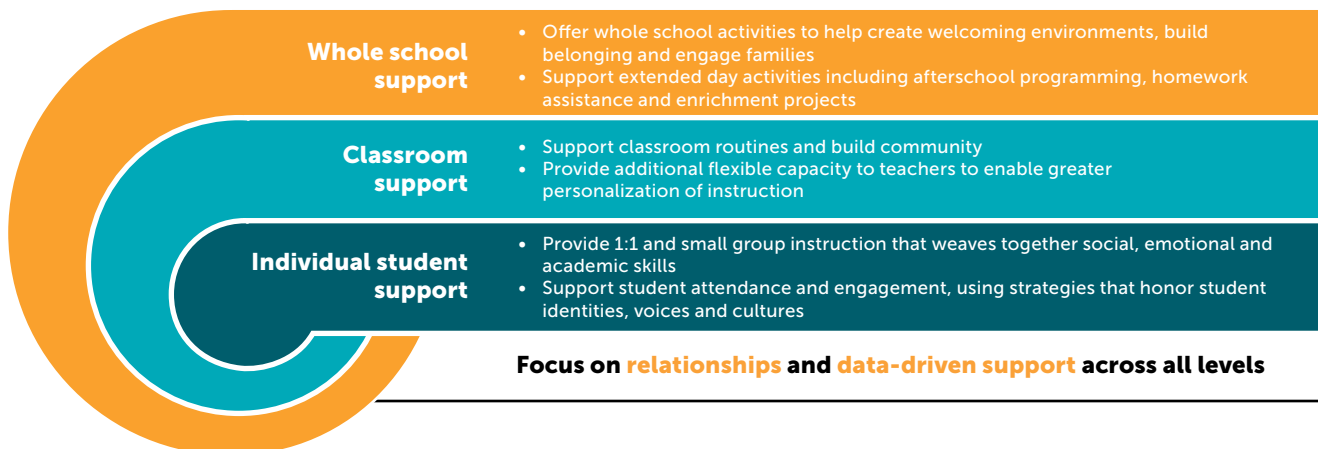 Whole school
support
• Offer whole school activities to help create welcoming environments, build
belonging and engage families
• Support extended day activities including afterschool programming, homework
assistance and enrichment projects
Classroom
support
• Support classroom routines and build community
• Provide additional flexible capacity to teachers to enable greater
personalization of instruction
Individual student
support
• Provide 1:1 and small group instruction that weaves together social, emotional and
academic skills
• Support student attendance and engagement, using strategies that honor student
identities, voices and cultures
Focus on relationships and data-driven support across all levels